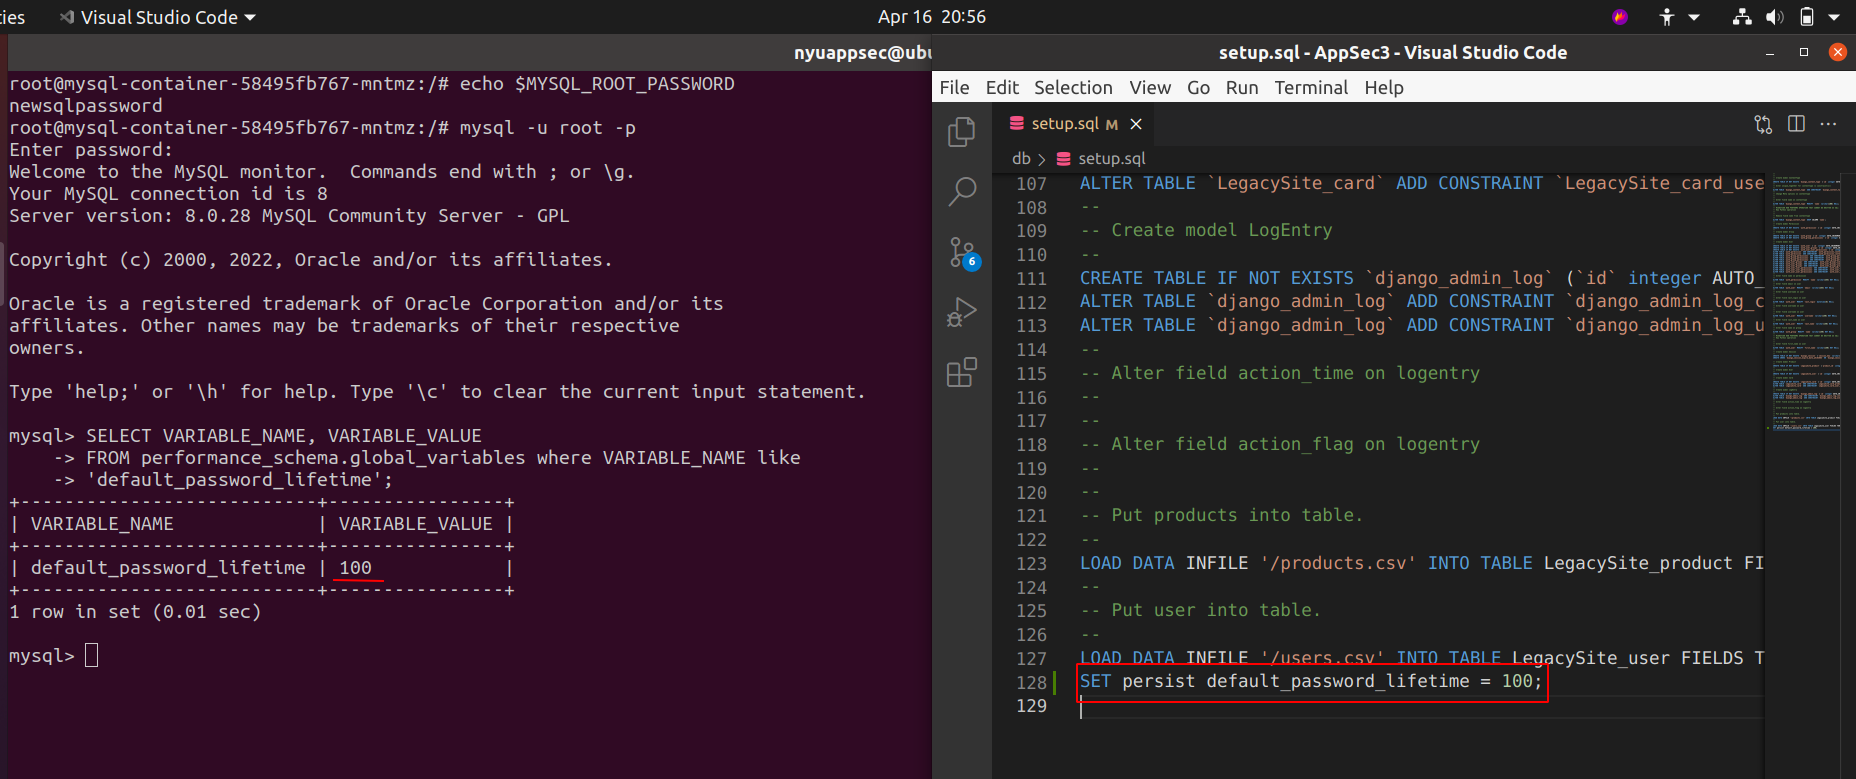 ies
Visual Studio Code
Apr 16 20:56
nyuappsec@ubu
root@mysql-container-58495fb767-mntmz:/# echo $MYSQL_ROOT_PASSWORD
newsqlpassword
root@mysql-container-58495fb767-mntmz:/# mysql -u root -p
Enter password:
Welcome to the MySQL monitor.  Commands end with ; or \g.
Your MySQL connection id is 8
Server version: 8.0.28 MySQL Community Server - GPL
Copyright (c) 2000, 2022, Oracle and/or its affiliates.
Oracle is a registered trademark of Oracle Corporation and/or its
affiliates. Other names may be trademarks of their respective
owners.
Type 'help;' or '\h' for help. Type '\c' to clear the current input statement.
mysql> SELECT VARIABLE_NAME, VARIABLE_VALUE
    -> FROM performance_schema.global_variables where VARIABLE_NAME like
    -> 'default_password_lifetime';
+---------------------------+----------------+
| VARIABLE_NAME             | VARIABLE_VALUE |
+---------------------------+----------------+
| default_password_lifetime | 100            |
+---------------------------+----------------+
1 row in set (0.01 sec)
mysql>
setup.sql - AppSec3 - Visual Studio Code
File Edit Selection View Go Run Terminal Help
setup.sql M
db > setup.sql
6
107 ALTER TABLE `LegacySite_card` ADD CONSTRAINT `LegacySite_card_use
108 --
109 -- Create model LogEntry
110 --
111 CREATE TABLE IF NOT EXISTS `django_admin_log` (`id` integer AUTO_
112 ALTER TABLE `django_admin_log` ADD CONSTRAINT `django_admin_log_c
113 ALTER TABLE `django_admin_log` ADD CONSTRAINT `django_admin_log_u
114 --
115 -- Alter field action_time on logentry
116 --
117 --
118 -- Alter field action_flag on logentry
119 --
120 --
121 -- Put products into table.
122 --
123 LOAD DATA INFILE '/products.csv' INTO TABLE LegacySite_product FI
124 --
125 -- Put user into table.
126 --
127 LOAD DATA INFILE '/users.csv' INTO TABLE LegacySite_user FIELDS T
128 SET persist default_password_lifetime = 100;
129